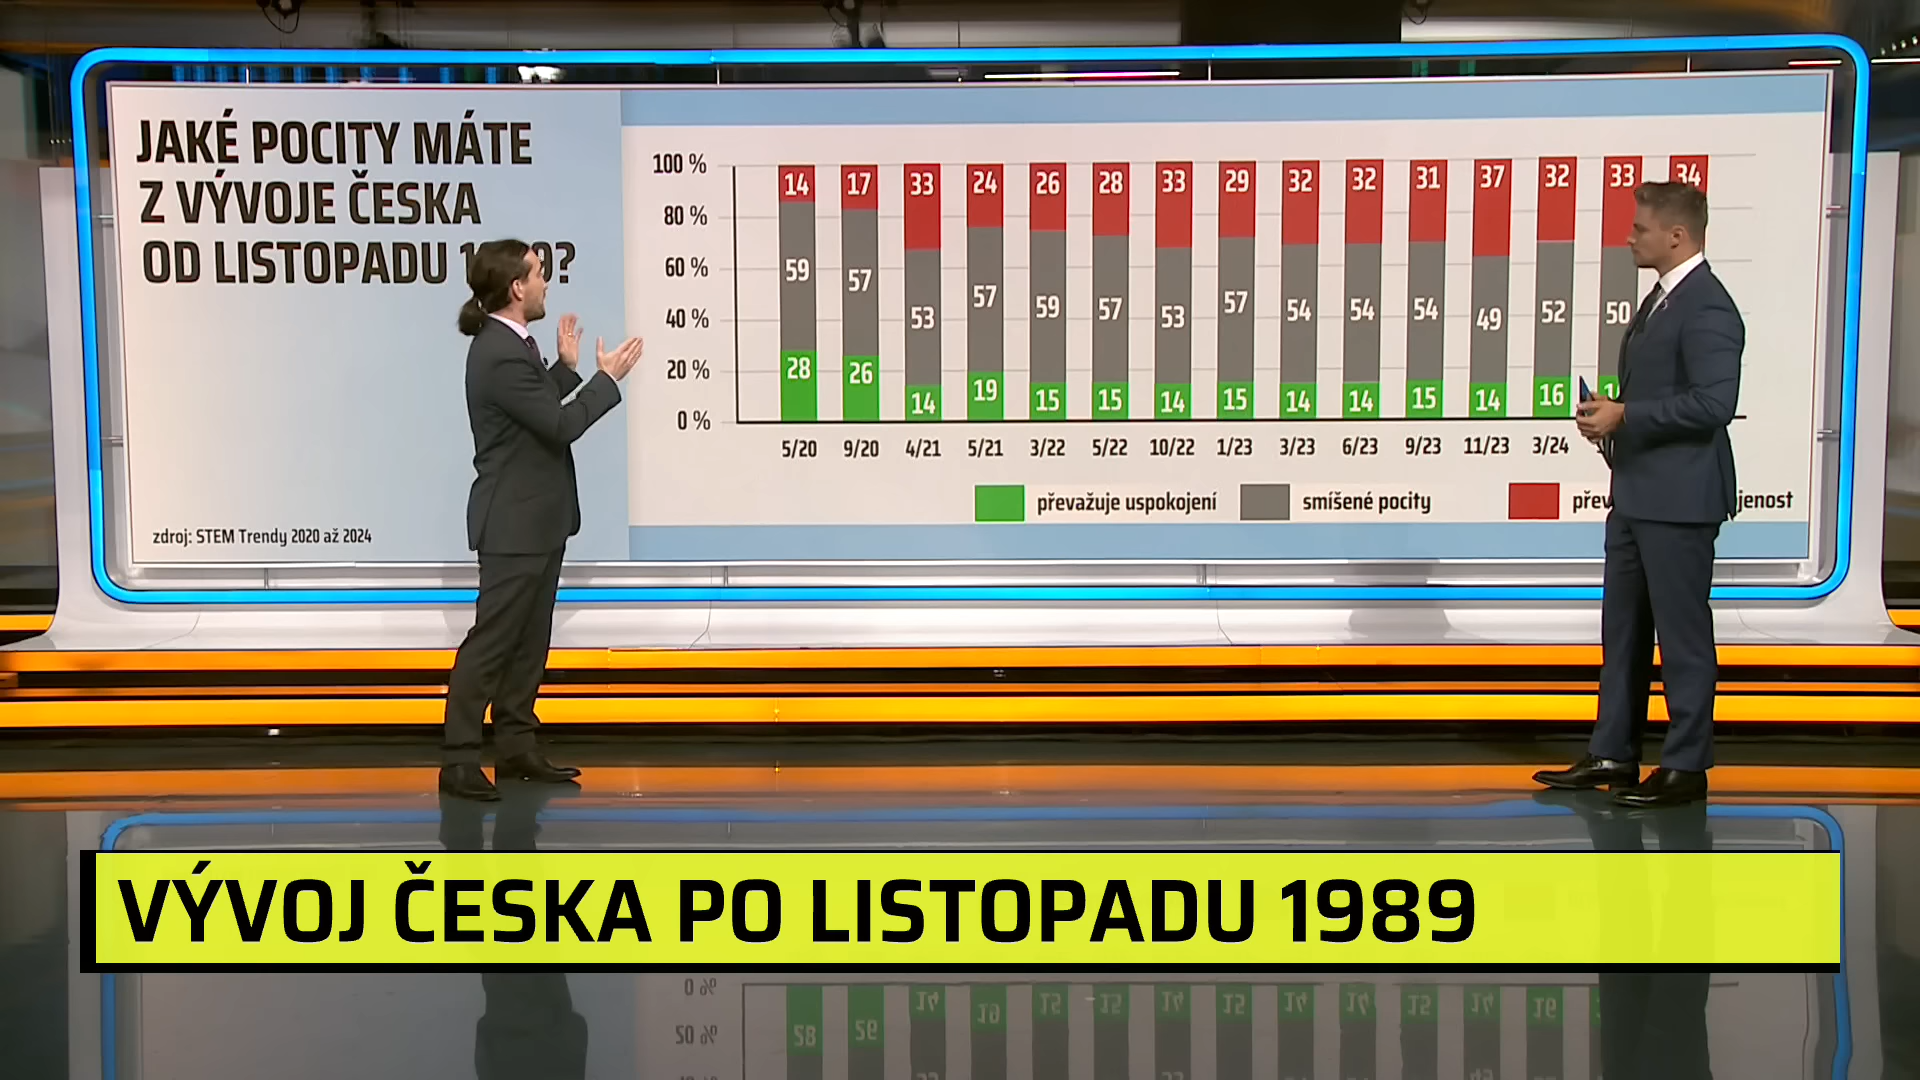 JAKÉ POCITY MÁTE
Z VÝVOJE ČESKA
OD LISTOPADU
zdroj: STEM Trendy 2020 až 2024
100 %
80 %
60 %
40 %
20 %
0 %
14 17 33 24 26 28 33 29 32 32 31 37 32 33 34
59 57 53 57 59 57 53 57 54 54 54 49 52 50
28 26 14 19 15 15 14 15 14 14 15 14 16
5/20 9/20 4/21 5/21 3/22 5/22 10/22 1/23 3/23 6/23 9/23 11/23 3/24
převažuje uspokojení smíšené pocity
VÝVOJ ČESKA PO LISTOPADU 1989